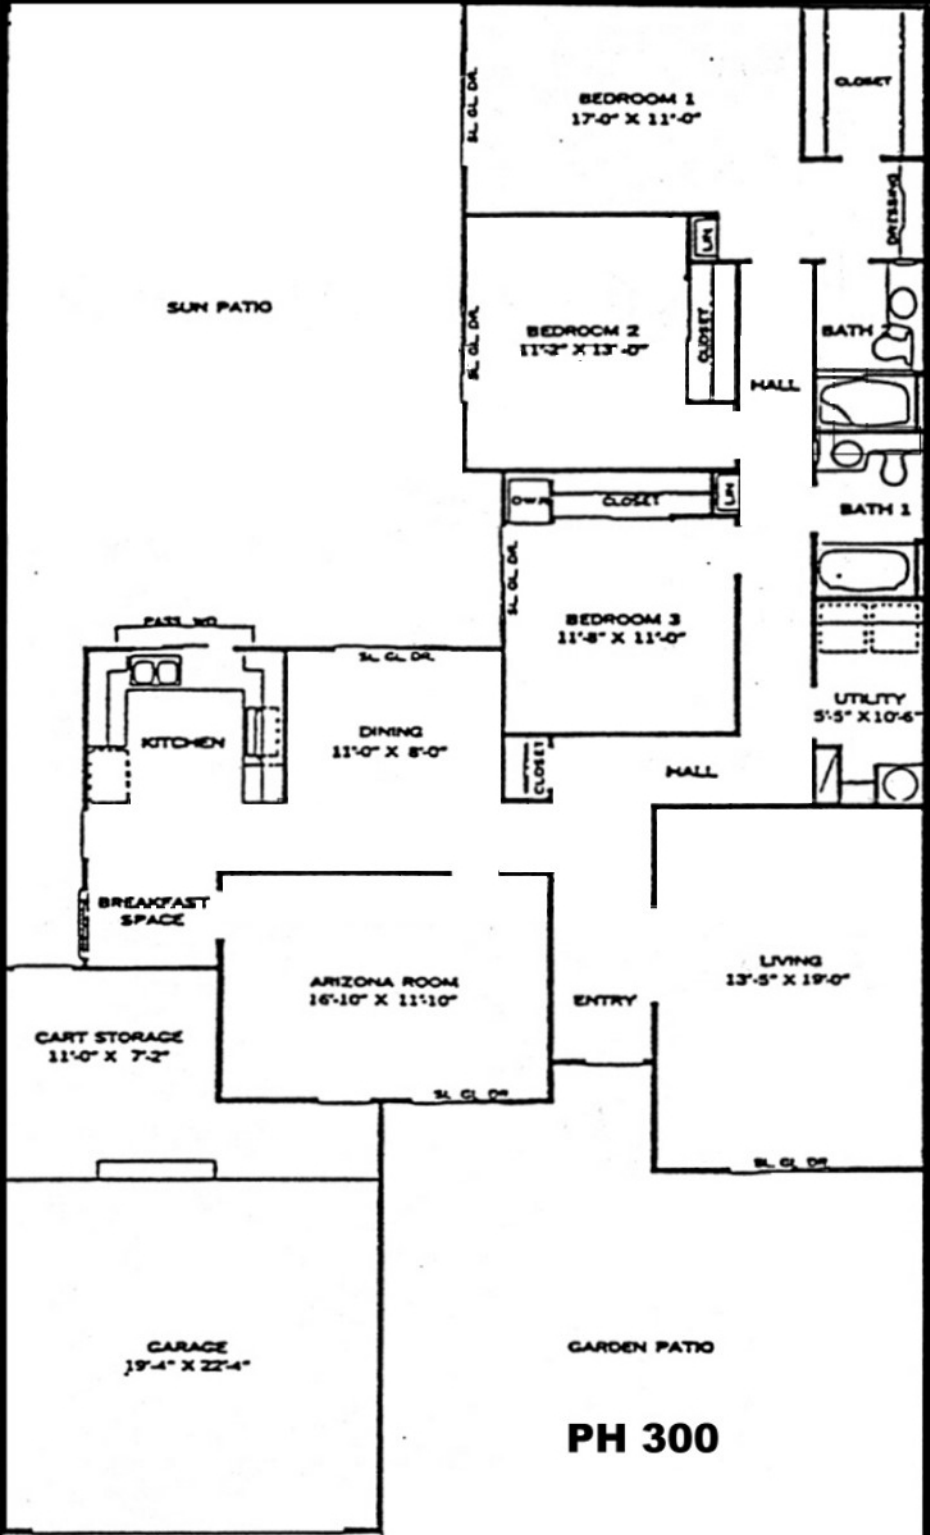 BEDROOM 1
17'-0" X 11'-0"
CLOSET
SL GL DR.
DRESSING
LIN
SUN PATIO
BEDROOM 2
11'-2" X 13'-0"
SL GL DR.
CLOSET
BATH 2
HALL
CLOSET
LIN
BATH 1
SL GL DR.
BEDROOM 3
11'-8" X 11'-0"
PASS
SL GL DR.
UTILITY
5'-5" X 10'-6"
KITCHEN
DINING
11'-0" X 8'-0"
CLOSET
HALL
BREAKFAST
SPACE
ARIZONA ROOM
16'-10" X 11'-10"
LIVING
13'-5" X 19'-0"
ENTRY
CART STORAGE
11'-0" X 7'-2"
SL GL DR
SL GL DR
GARAGE
19'-4" X 22'-4"
GARDEN PATIO
PH 300